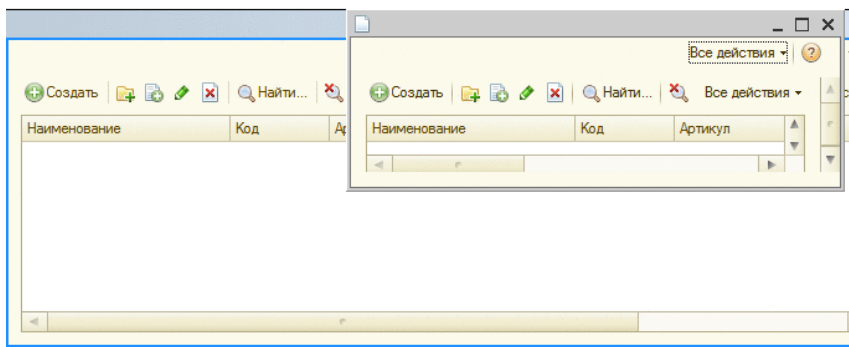 Все действия
Создать Найти...
Создать Найти... Все действия
Наименование Код
Наименование Код Артикул